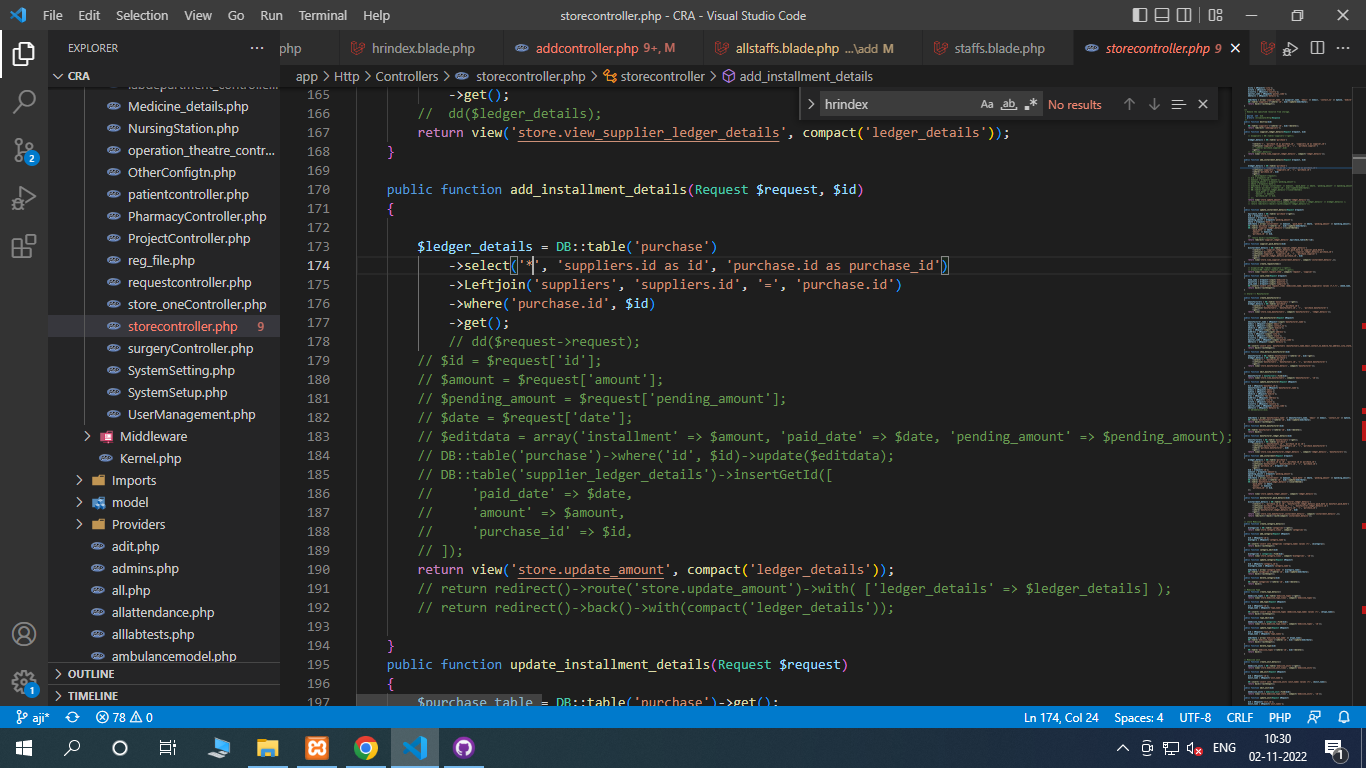 File Edit Selection View Go Run Terminal Help
storecontroller.php - CRA - Visual Studio Code
EXPLORER
php
hrindex.blade.php
addcontroller.php 9+, M
allstaffs.blade.php ...\add M
staffs.blade.php
storecontroller.php 9
CRA
app > Http > Controllers > storecontroller.php > storecontroller > add_installment_details
hrindex
Aa ab .*
No results
Medicine_details.php
NursingStation.php
operation_theatre_contr...
OtherConfigtn.php
patientcontroller.php
PharmacyController.php
ProjectController.php
reg_file.php
requestcontroller.php
store_oneController.php
storecontroller.php 9
surgeryController.php
SystemSetting.php
SystemSetup.php
UserManagement.php
Middleware
Kernel.php
Imports
model
Providers
adit.php
admins.php
all.php
allattendance.php
alllabtests.php
ambulancemodel.php
OUTLINE
TIMELINE
165 ->get();
166 // dd($ledger_details);
167 return view('store.view_supplier_ledger_details', compact('ledger_details'));
168 }
169
170 public function add_installment_details(Request $request, $id)
171 {
172
173 $ledger_details = DB::table('purchase')
174 ->select('*', 'suppliers.id as id', 'purchase.id as purchase_id')
175 ->Leftjoin('suppliers', 'suppliers.id', '=', 'purchase.id')
176 ->where('purchase.id', $id)
177 ->get();
178 // dd($request->request);
179 // $id = $request['id'];
180 // $amount = $request['amount'];
181 // $pending_amount = $request['pending_amount'];
182 // $date = $request['date'];
183 // $editdata = array('installment' => $amount, 'paid_date' => $date, 'pending_amount' => $pending_amount);
184 // DB::table('purchase')->where('id', $id)->update($editdata);
185 // DB::table('supplier_ledger_details')->insertGetId([
186 // 'paid_date' => $date,
187 // 'amount' => $amount,
188 // 'purchase_id' => $id,
189 // ]);
190 return view('store.update_amount', compact('ledger_details'));
191 // return redirect()->route('store.update_amount')->with( ['ledger_details' => $ledger_details] );
192 // return redirect()->back()->with(compact('ledger_details'));
193
194 }
195 public function update_installment_details(Request $request)
196 {
197 $purchase_table = DB::table('purchase')->get();
2
1
aji* 78 0
Ln 174, Col 24 Spaces: 4 UTF-8 CRLF PHP
ENG
10:30
02-11-2022
1